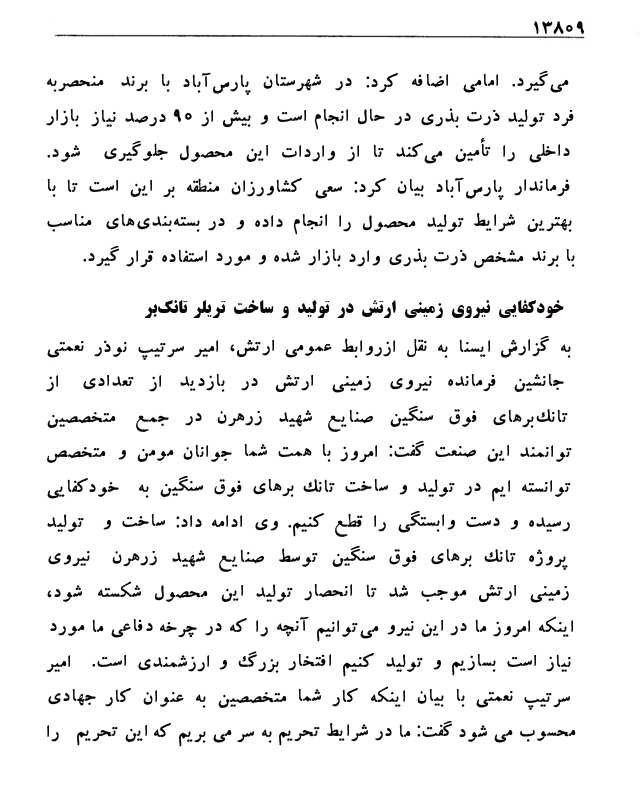 ۱۳۸۰۹
می‌گیرد. امامی اضافه کرد: در شهرستان پارس‌آباد با برند منحصربه
فرد تولید ذرت بذری در حال انجام است و بیش از ۹۰ درصد نیاز بازار
داخلی را تأمین می‌کند تا از واردات این محصول جلوگیری شود.
فرماندار پارس‌آباد بیان کرد: سعی کشاورزان منطقه بر این است تا با
بهترین شرایط تولید محصول را انجام داده و در بسته‌بندی‌های مناسب
با برند مشخص ذرت بذری وارد بازار شده و مورد استفاده قرار گیرد.
خودکفایی نیروی زمینی ارتش در تولید و ساخت تریلر تانک‌بر
به گزارش ایسنا به نقل ازروابط عمومی ارتش، امیر سرتیپ نوذر نعمتی
جانشین فرمانده نیروی زمینی ارتش در بازدید از تعدادی از
تانک‌برهای فوق سنگین صنایع شهید زرهرن در جمع متخصصین
توانمند این صنعت گفت: امروز با همت شما جوانان مومن و متخصص
توانسته ایم در تولید و ساخت تانک برهای فوق سنگین به خودکفایی
رسیده و دست وابستگی را قطع کنیم. وی ادامه داد: ساخت و تولید
پروژه تانک برهای فوق سنگین توسط صنایع شهید زرهرن نیروی
زمینی ارتش موجب شد تا انحصار تولید این محصول شکسته شود،
اینکه امروز ما در این نیرو می‌توانیم آنچه را که در چرخه دفاعی ما مورد
نیاز است بسازیم و تولید کنیم افتخار بزرگ و ارزشمندی است. امیر
سرتیپ نعمتی با بیان اینکه کار شما متخصصین به عنوان کار جهادی
محسوب می شود گفت: ما در شرایط تحریم به سر می بریم که این تحریم را